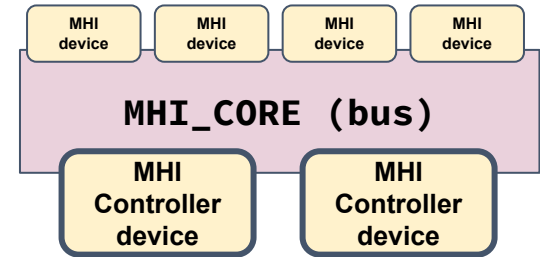 MHI
device
MHI
device
MHI
device
MHI
device
MHI_CORE (bus)
MHI
Controller
device
MHI
Controller
device